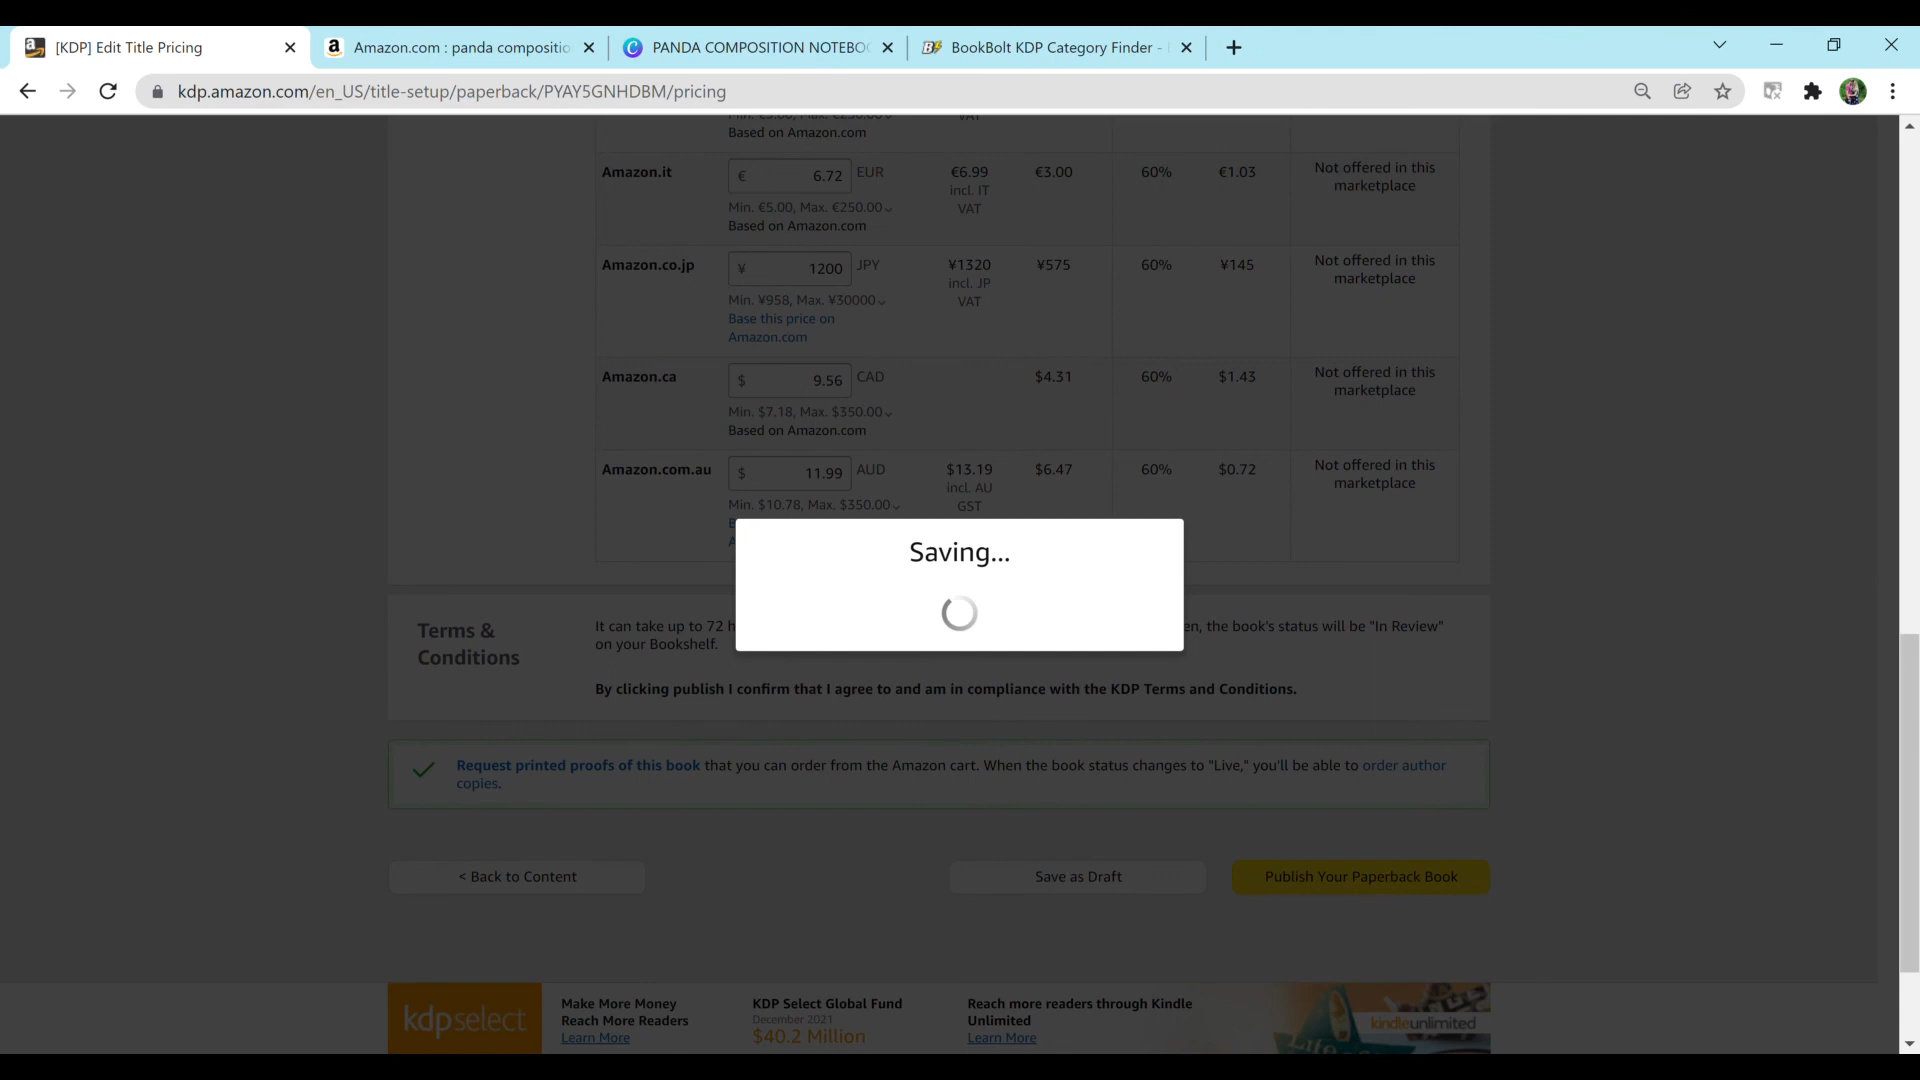 [KDP] Edit Title Pricing
Amazon.com : panda compositio
PANDA COMPOSITION NOTEBOO
BookBolt KDP Category Finder -
kdp.amazon.com/en_US/title-setup/paperback/PYAY5GNHDBM/pricing
Min. €5.00, Max. €250.00
VAT
Based on Amazon.com
Amazon.it
€ 6.72 EUR
€6.99
incl. IT
VAT
€3.00
60%
€1.03
Not offered in this
marketplace
Min. €5.00, Max. €250.00
Based on Amazon.com
Amazon.co.jp
¥ 1200 JPY
¥1320
incl. JP
VAT
¥575
60%
¥145
Not offered in this
marketplace
Min. ¥958, Max. ¥30000
Base this price on
Amazon.com
Amazon.ca
$ 9.56 CAD
$4.31
60%
$1.43
Not offered in this
marketplace
Min. $7.18, Max. $350.00
Based on Amazon.com
Amazon.com.au
$ 11.99 AUD
$13.19
incl. AU
GST
$6.47
60%
$0.72
Not offered in this
marketplace
Min. $10.78, Max. $350.00
Saving...
Terms &
Conditions
It can take up to 72 h
en, the book's status will be "In Review"
on your Bookshelf.
By clicking publish I confirm that I agree to and am in compliance with the KDP Terms and Conditions.
Request printed proofs of this book that you can order from the Amazon cart. When the book status changes to "Live," you'll be able to order author
copies.
< Back to Content
Save as Draft
Publish Your Paperback Book
kdpselect
Make More Money
Reach More Readers
Learn More
KDP Select Global Fund
December 2021
$40.2 Million
Reach more readers through Kindle
Unlimited
Learn More
kindleunlimited